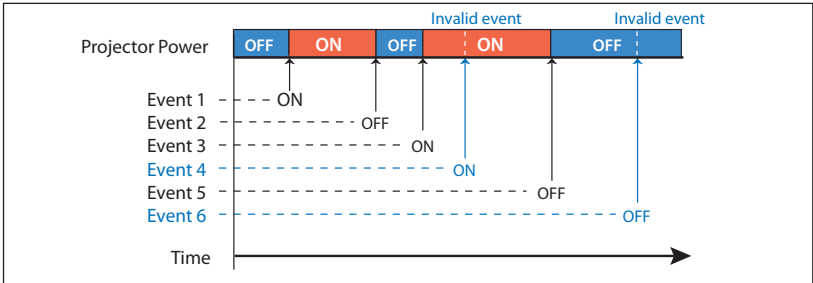 Invalid event Invalid event
Projector Power OFF ON OFF ON OFF
Event 1 ON
Event 2 OFF
Event 3 ON
Event 4 ON
Event 5 OFF
Event 6 OFF
Time